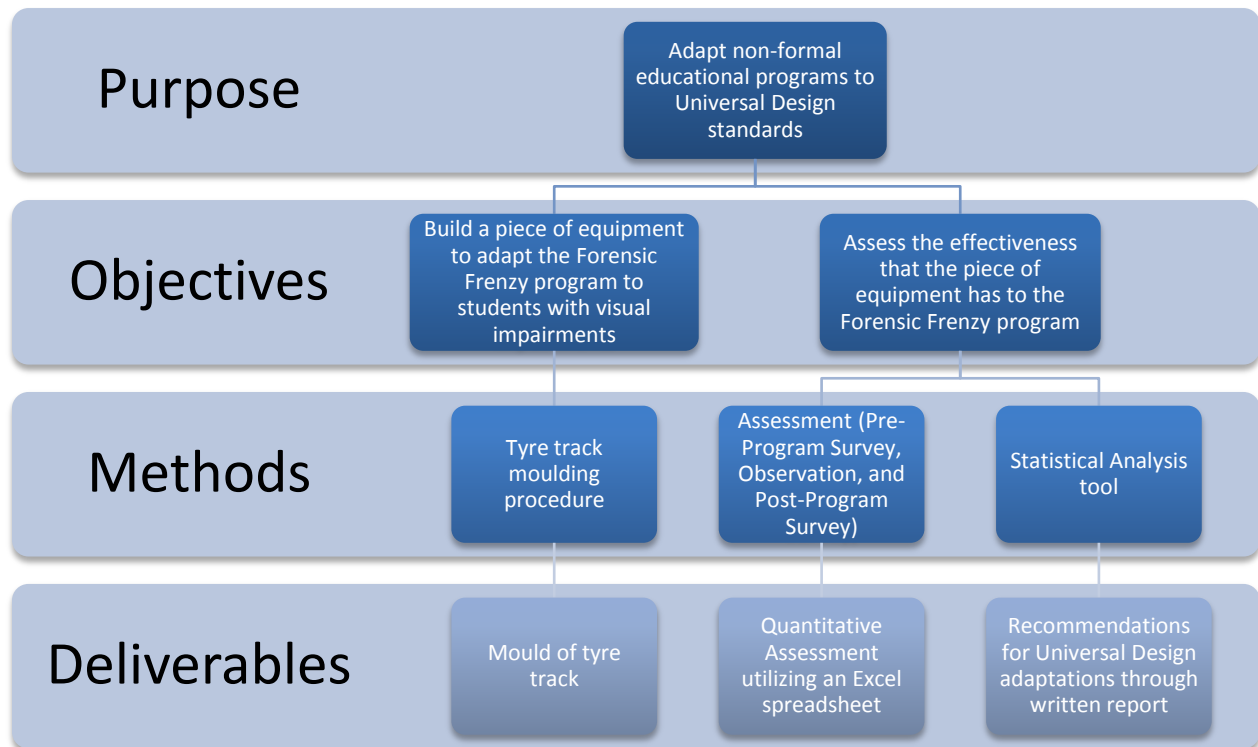 Purpose
Adapt non-formal
educational programs to
Universal Design
standards
Objectives
Build a piece of equipment
to adapt the Forensic
Frenzy program to
students with visual
impairments
Assess the effectiveness
that the piece of
equipment has to the
Forensic Frenzy program
Methods
Tyre track
moulding
procedure
Assessment (Pre-
Program Survey,
Observation, and
Post-Program
Survey)
Statistical Analysis
tool
Deliverables
Mould of tyre
track
Quantitative
Assessment
utilizing an Excel
spreadsheet
Recommendations
for Universal Design
adaptations through
written report